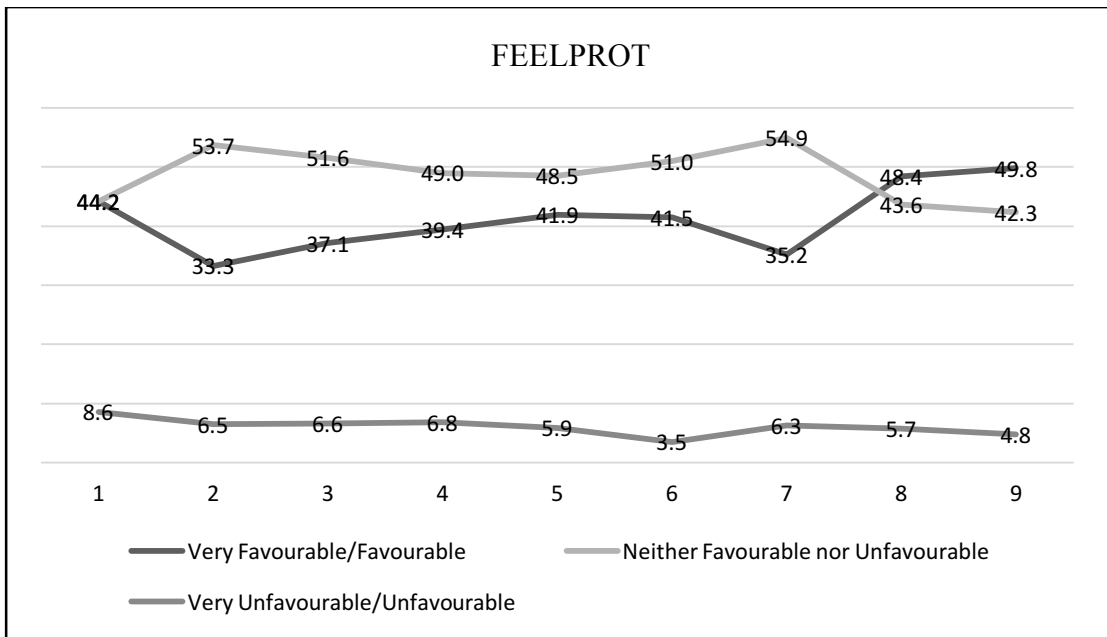 FEELPROT
53.7 51.6 49.0 48.5 51.0 54.9 43.6 42.3
44.2 33.3 37.1 39.4 41.9 41.5 35.2 48.4 49.8
8.6 6.5 6.6 6.8 5.9 3.5 6.3 5.7 4.8
1 2 3 4 5 6 7 8 9
Very Favourable/Favourable Neither Favourable nor Unfavourable
Very Unfavourable/Unfavourable